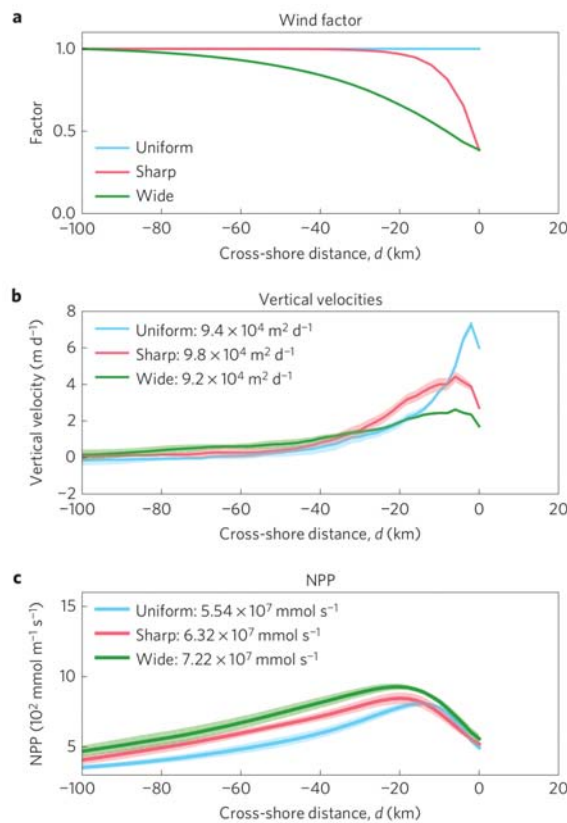 a
Wind factor
1.0
0.5
0.0
Factor
Uniform
Sharp
Wide
−100 −80 −60 −40 −20 0 20
Cross-shore distance, d (km)
b
Vertical velocities
8
6
4
2
0
−2
Vertical velocity (m d⁻¹)
Uniform: 9.4 × 10⁴ m² d⁻¹
Sharp: 9.8 × 10⁴ m² d⁻¹
Wide: 9.2 × 10⁴ m² d⁻¹
−100 −80 −60 −40 −20 0 20
Cross-shore distance, d (km)
c
NPP
15
10
5
NPP (10² mmol m⁻¹ s⁻¹)
Uniform: 5.54 × 10⁷ mmol s⁻¹
Sharp: 6.32 × 10⁷ mmol s⁻¹
Wide: 7.22 × 10⁷ mmol s⁻¹
−100 −80 −60 −40 −20 0 20
Cross-shore distance, d (km)